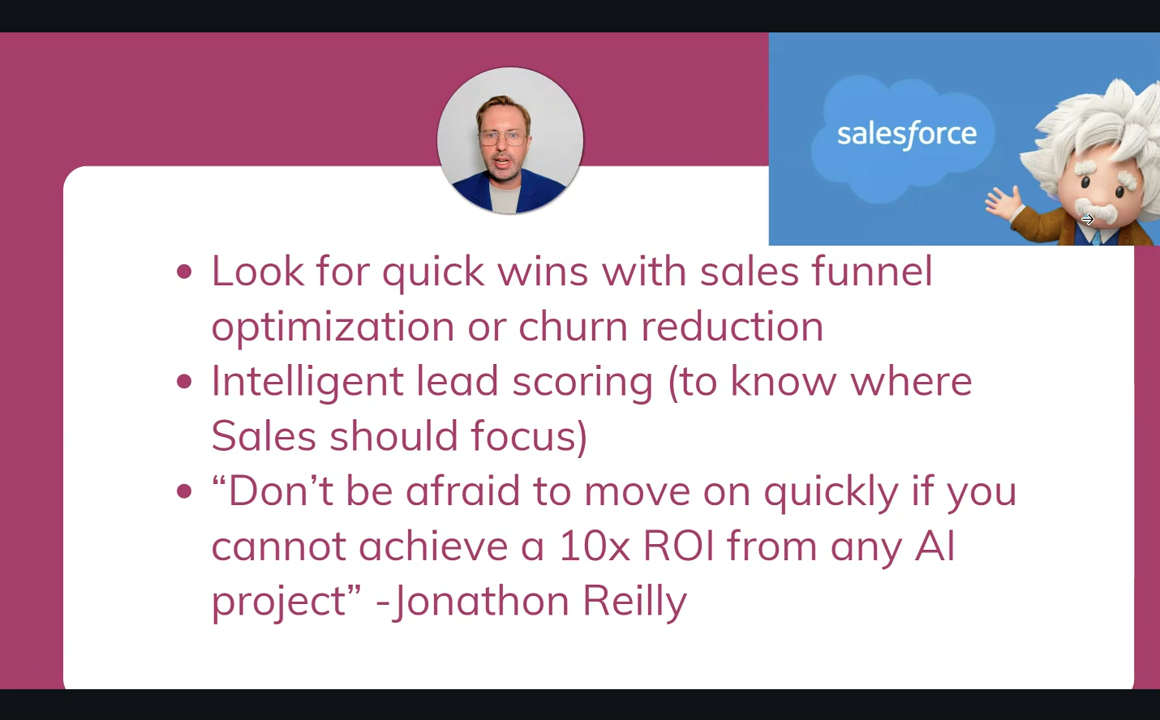 salesforce
Look for quick wins with sales funnel
optimization or churn reduction
Intelligent lead scoring (to know where
Sales should focus)
“Don’t be afraid to move on quickly if you
cannot achieve a 10x ROI from any AI
project” -Jonathon Reilly